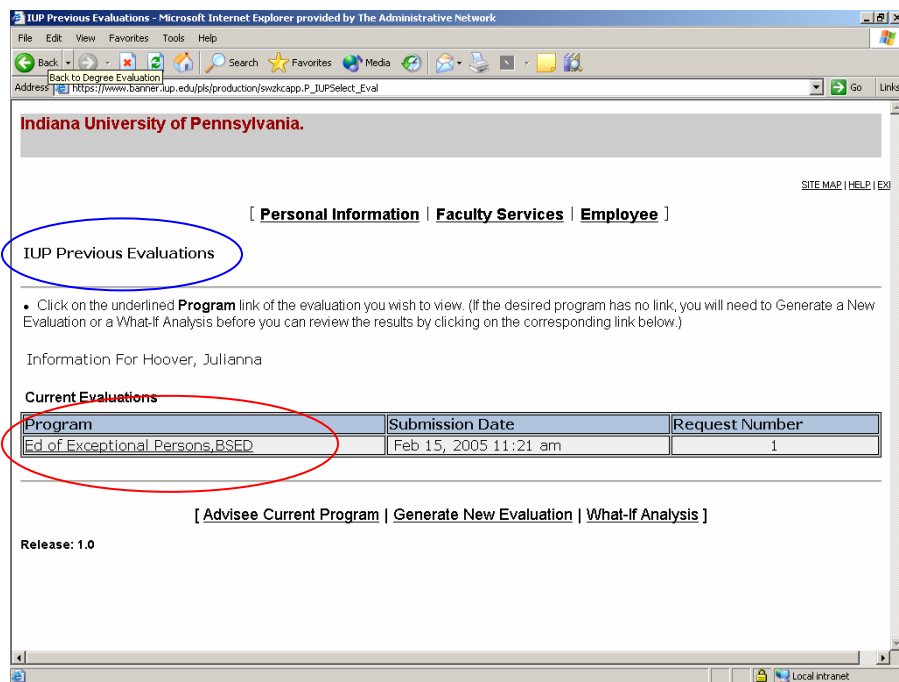 IUP Previous Evaluations - Microsoft Internet Explorer provided by The Administrative Network
File Edit View Favorites Tools Help
Back Search Favorites Media
Back to Degree Evaluation
Address https://www.banner.iup.edu/pls/production/swzkcapp.P_IUPSelect_Eval Go Links
Indiana University of Pennsylvania.
SITE MAP | HELP | EXI
[ Personal Information | Faculty Services | Employee ]
IUP Previous Evaluations
• Click on the underlined Program link of the evaluation you wish to view. (If the desired program has no link, you will need to Generate a New
Evaluation or a What-If Analysis before you can review the results by clicking on the corresponding link below.)
Information For Hoover, Julianna
Current Evaluations
Program Submission Date Request Number
Ed of Exceptional Persons,BSED Feb 15, 2005 11:21 am 1
[ Advisee Current Program | Generate New Evaluation | What-If Analysis ]
Release: 1.0
Local intranet